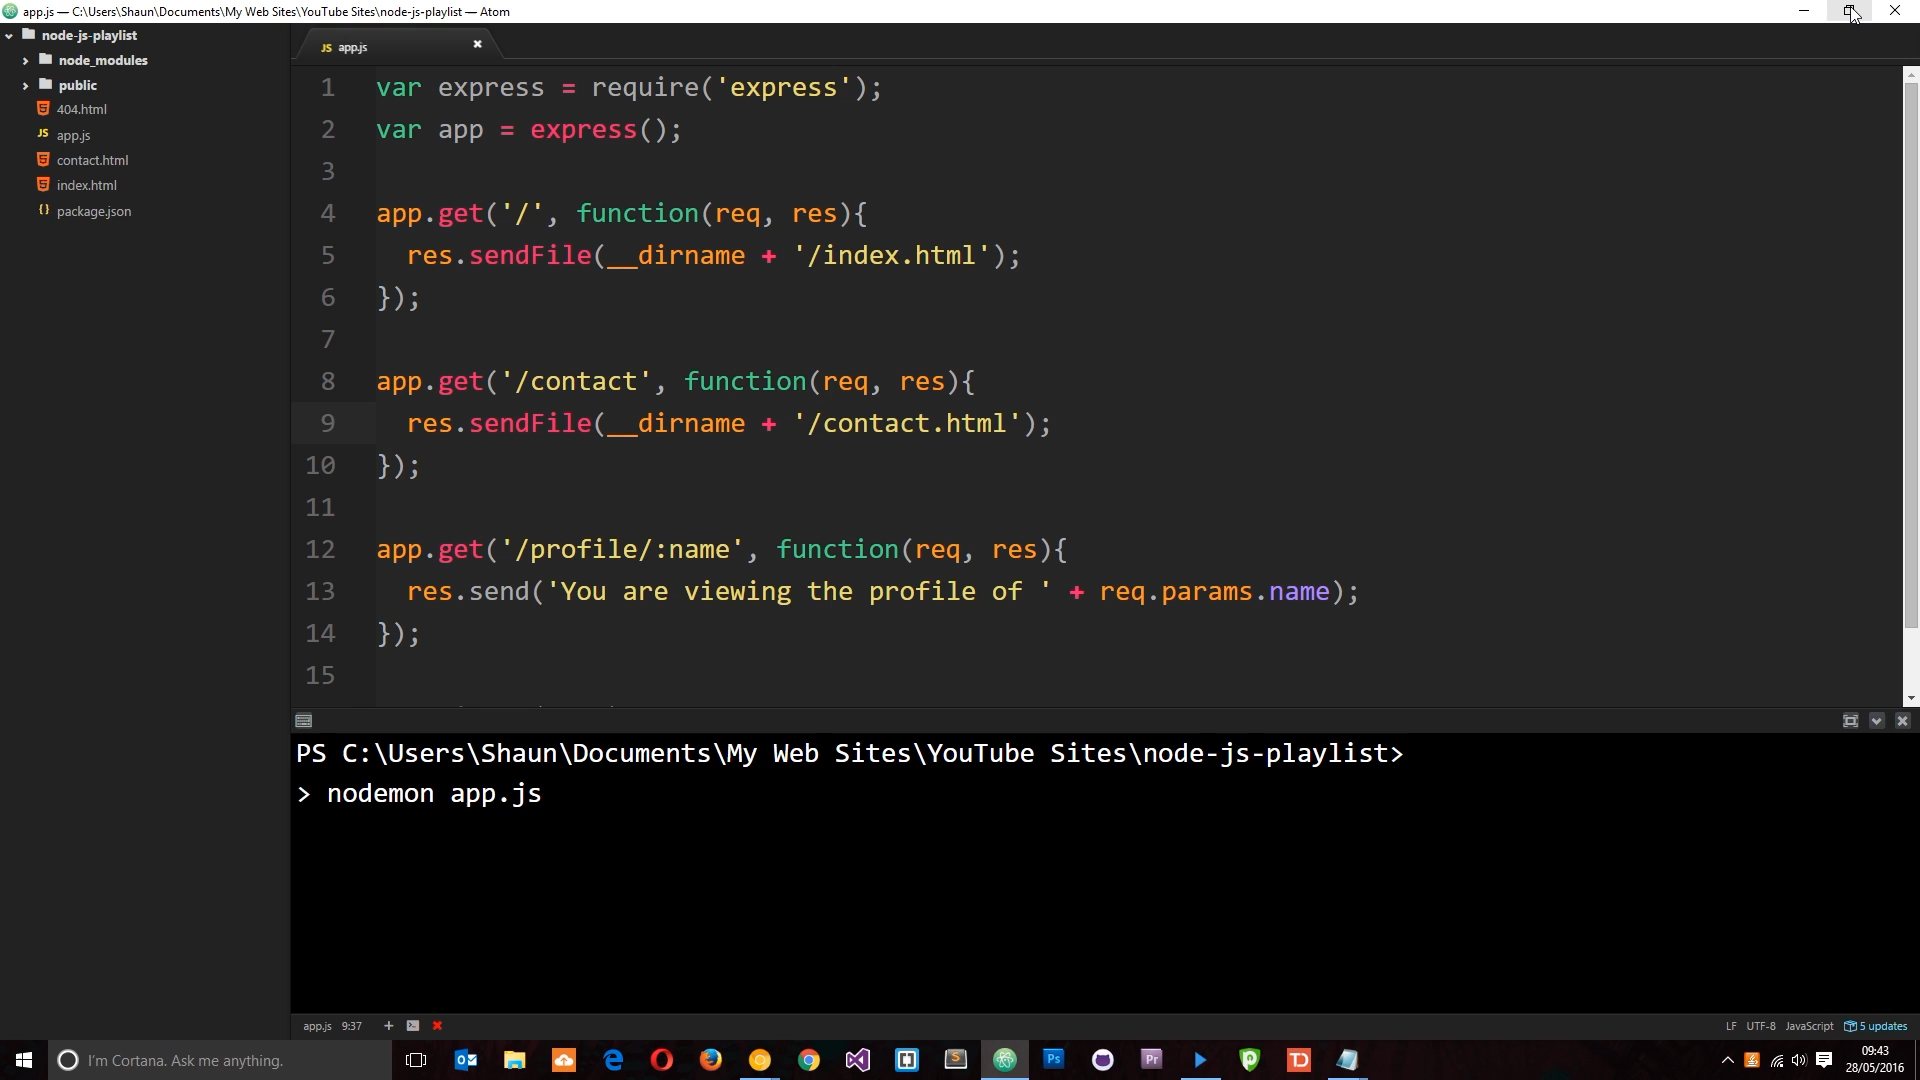 app.js — C:\Users\Shaun\Documents\My Web Sites\YouTube Sites\node-js-playlist — Atom
node-js-playlist
node_modules
public
404.html
JS app.js
contact.html
index.html
{} package.json
JS app.js
1 var express = require('express');
2 var app = express();
3
4 app.get('/', function(req, res){
5 res.sendFile(__dirname + '/index.html');
6 });
7
8 app.get('/contact', function(req, res){
9 res.sendFile(__dirname + '/contact.html');
10 });
11
12 app.get('/profile/:name', function(req, res){
13 res.send('You are viewing the profile of ' + req.params.name);
14 });
15
PS C:\Users\Shaun\Documents\My Web Sites\YouTube Sites\node-js-playlist>
> nodemon app.js
app.js 9:37
LF UTF-8 JavaScript 5 updates
I'm Cortana. Ask me anything.
Ps
Pr
TD
09:43
28/05/2016